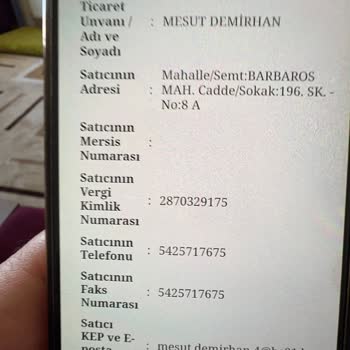 Ticaret
Unvanı / : MESUT DEMİRHAN
Adı ve
Soyadı
Satıcının Mahalle/Semt:BARBAROS
Adresi : MAH. Cadde/Sokak:196. SK. -
No:8 A
Satıcının
Mersis :
Numarası
Satıcının
Vergi
Kimlik : 2870329175
Numarası
Satıcının
Telefonu : 5425717675
Satıcının
Faks : 5425717675
Numarası
Satıcı
KEP ve E-
posta :